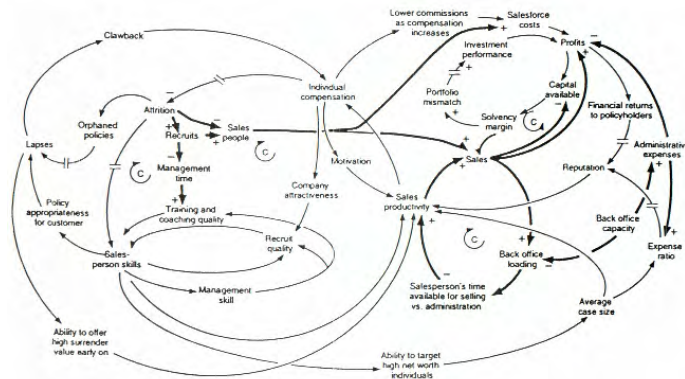 Lower commissions
as compensation
increases
Salesforce
costs
Clawback
Investment
performance
Profits
Individual
compensation
Portfolio
mismatch
Capital
available
Attrition
Orphaned
policies
Recruits
Sales
people
Solvency
margin
C
Financial returns
to policyholders
Lapses
C
Management
time
C
Motivation
Sales
Administrative
expenses
Reputation
Policy
appropriateness
for customer
Training and
coaching quality
Company
attractiveness
Sales
productivity
Back office
capacity
C
Sales-
person skills
Recruit
quality
Back office
loading
Expense
ratio
Management
skill
Salesperson's time
available for selling
vs. administration
Average
case size
Ability to offer
high surrender
value early on
Ability to target
high net worth
individuals